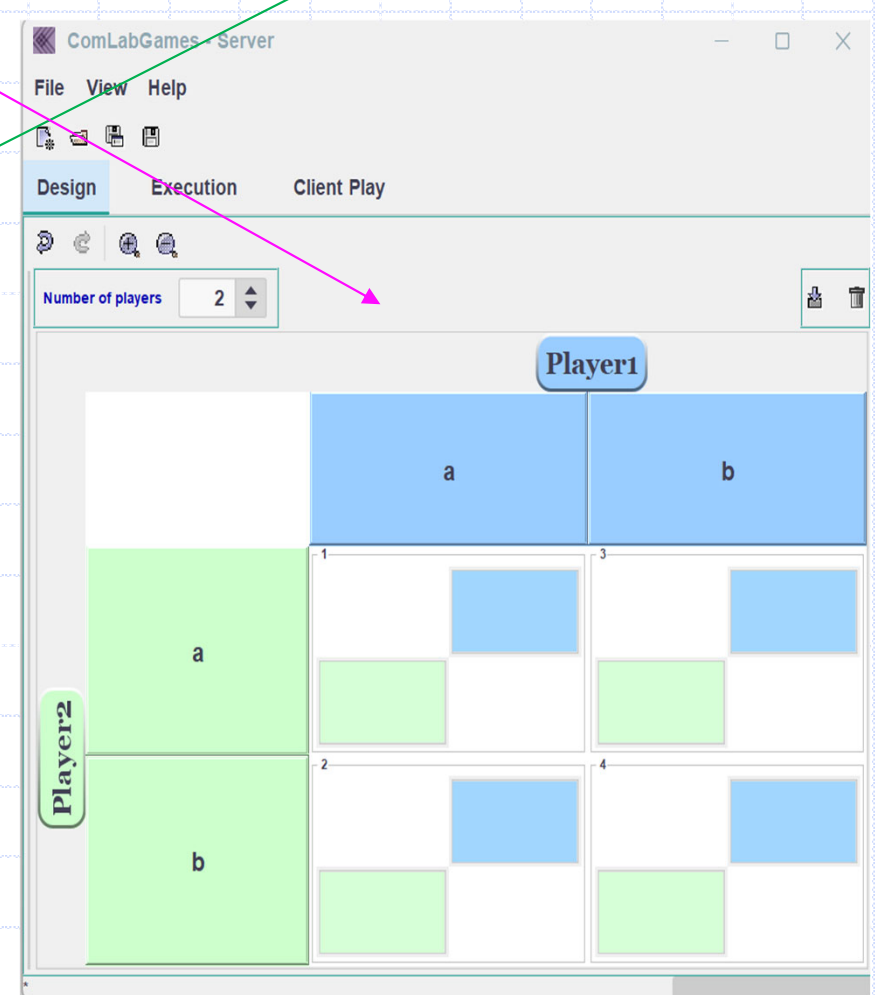 ComLabGames - Server
File View Help
Design Execution Client Play
Number of players 2
Player1
a b
1 3
a
Player2
2 4
b
*